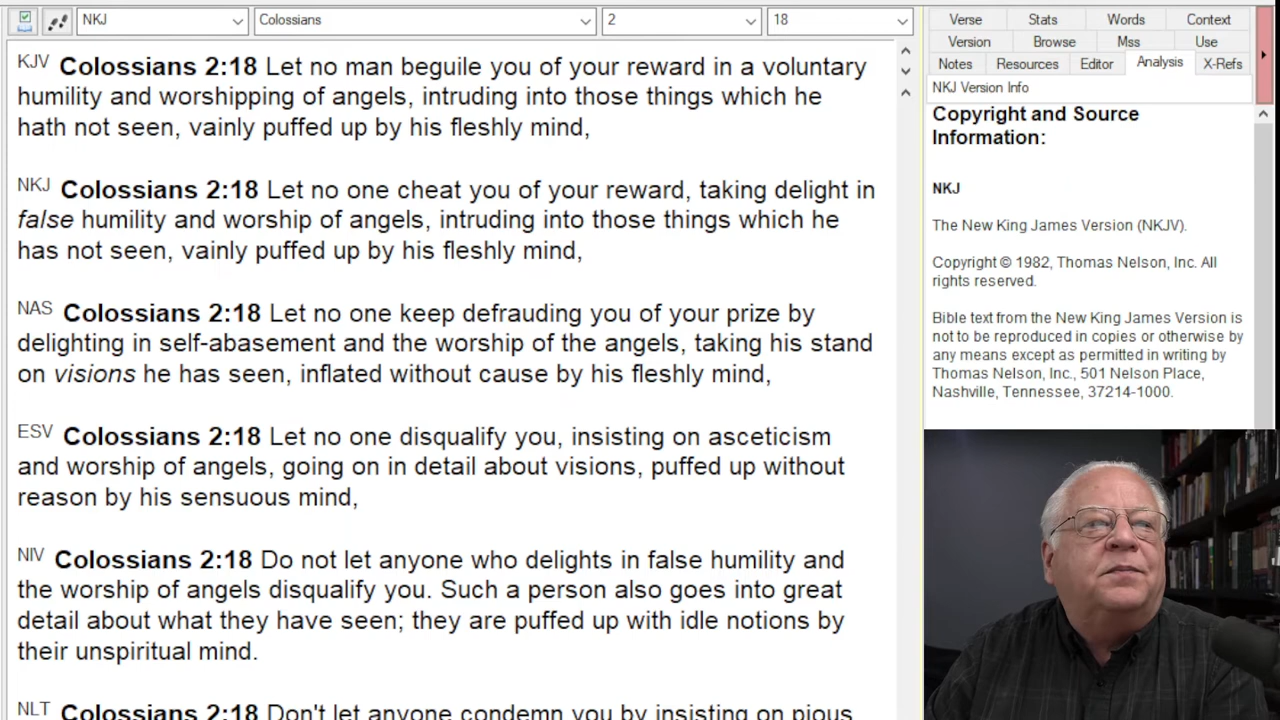 NKJ Colossians 2 18
KJV Colossians 2:18 Let no man beguile you of your reward in a voluntary
humility and worshipping of angels, intruding into those things which he
hath not seen, vainly puffed up by his fleshly mind,
NKJ Colossians 2:18 Let no one cheat you of your reward, taking delight in
false humility and worship of angels, intruding into those things which he
has not seen, vainly puffed up by his fleshly mind,
NAS Colossians 2:18 Let no one keep defrauding you of your prize by
delighting in self-abasement and the worship of the angels, taking his stand
on visions he has seen, inflated without cause by his fleshly mind,
ESV Colossians 2:18 Let no one disqualify you, insisting on asceticism
and worship of angels, going on in detail about visions, puffed up without
reason by his sensuous mind,
NIV Colossians 2:18 Do not let anyone who delights in false humility and
the worship of angels disqualify you. Such a person also goes into great
detail about what they have seen; they are puffed up with idle notions by
their unspiritual mind.
NLT Colossians 2:18 Don't let anyone condemn you by insisting on pious
Verse Stats Words Context
Version Browse Mss Use
Notes Resources Editor Analysis X-Refs
NKJ Version Info
Copyright and Source
Information:
NKJ
The New King James Version (NKJV).
Copyright © 1982, Thomas Nelson, Inc. All
rights reserved.
Bible text from the New King James Version is
not to be reproduced in copies or otherwise by
any means except as permitted in writing by
Thomas Nelson, Inc., 501 Nelson Place,
Nashville, Tennessee, 37214-1000.